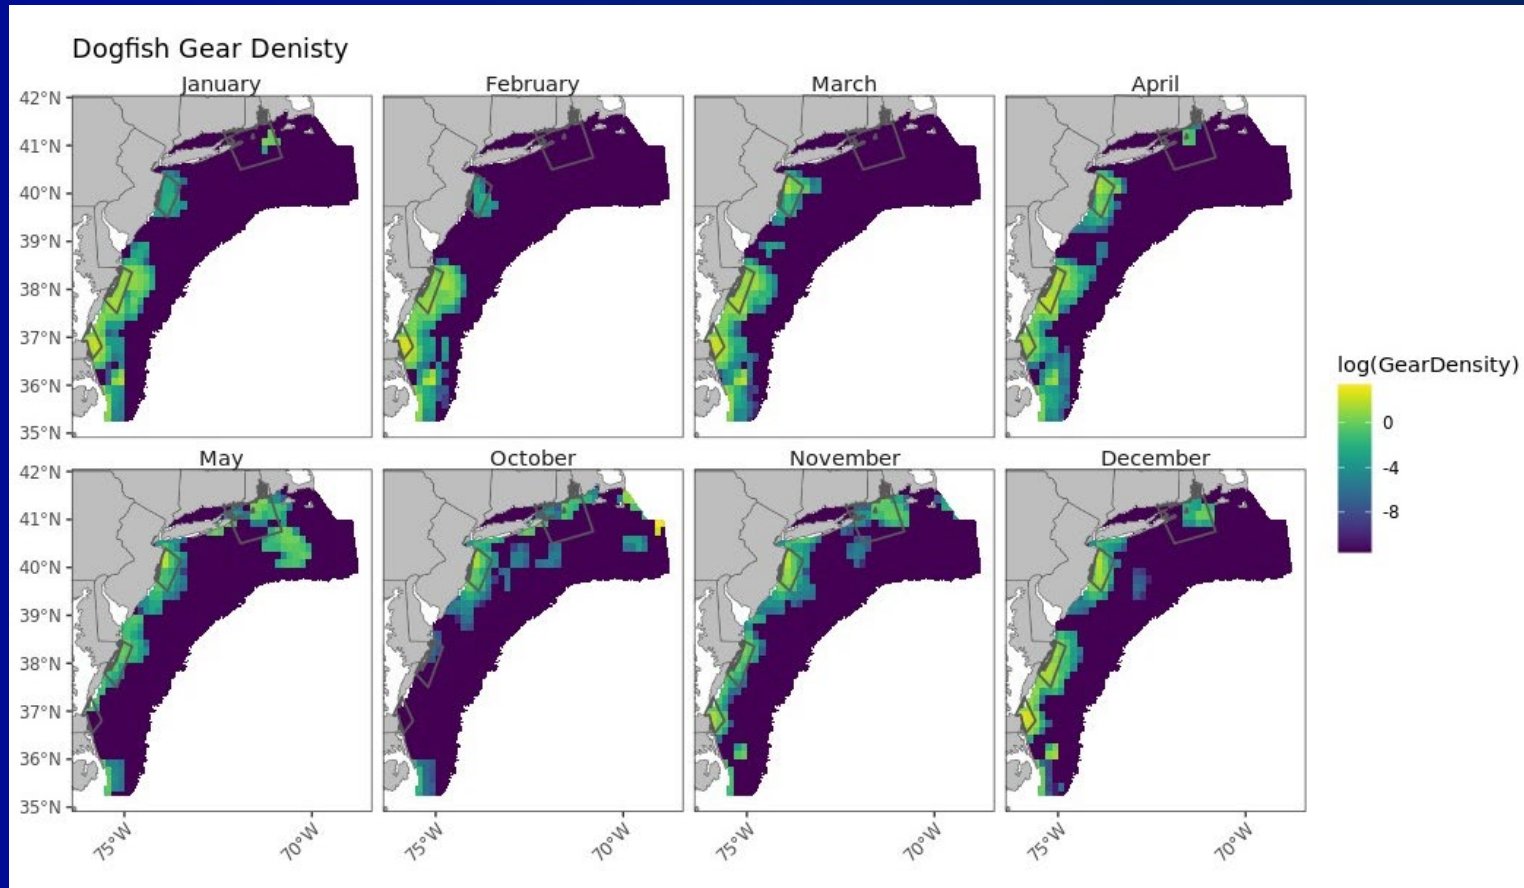 Dogfish Gear Denisty
January February March April
42°N
41°N
40°N
39°N
38°N
37°N
36°N
35°N
log(GearDensity)
0
-4
-8
May October November December
42°N
41°N
40°N
39°N
38°N
37°N
36°N
35°N
75°W 70°W 75°W 70°W 75°W 70°W 75°W 70°W